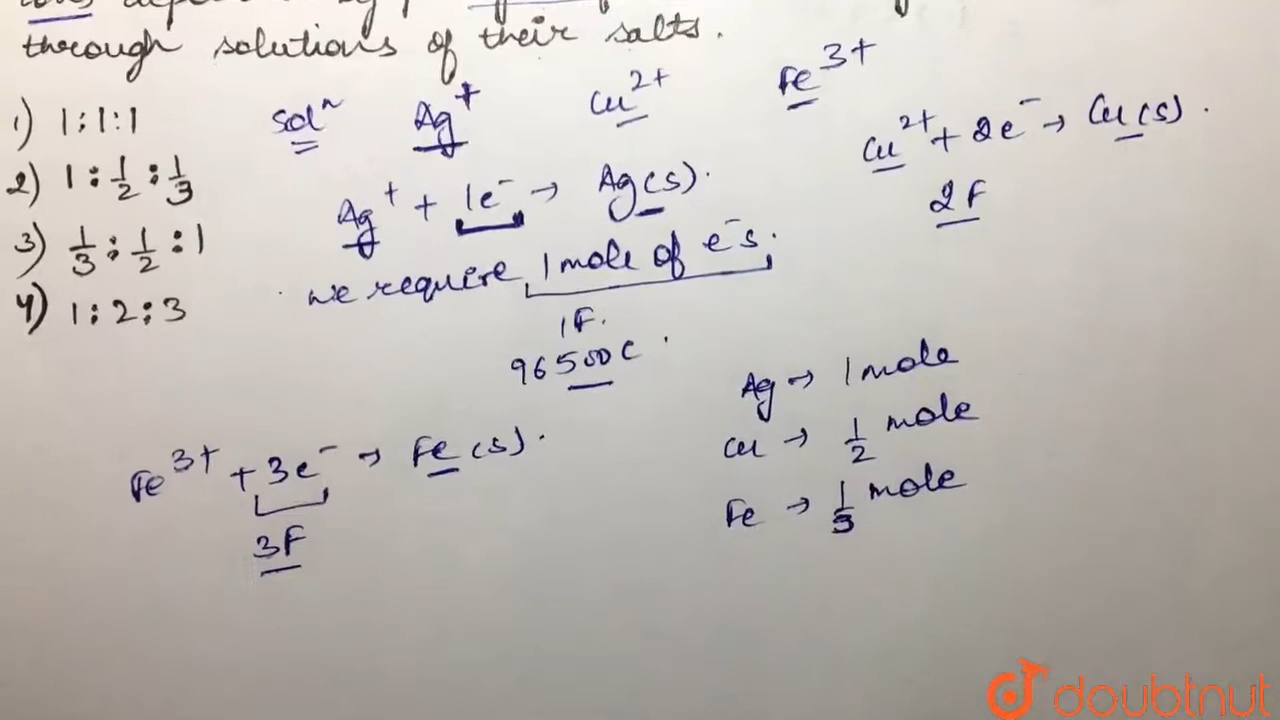 through solutions of their salts.
1) 1:1:1
2) 1 : 1/2 : 1/3
3) 1/3 : 1/2 : 1
4) 1 : 2 : 3
solⁿ Ag⁺ Cu²⁺ Fe³⁺
Ag⁺ + 1e⁻ → Ag(s).
Cu²⁺ + 2e⁻ → Cu(s).
2F
we require 1 mole of e⁻s.
1F.
96500C.
Fe³⁺ + 3e⁻ → Fe(s).
3F
Ag → 1 mole
Cu → 1/2 mole
Fe → 1/3 mole
doubtnut